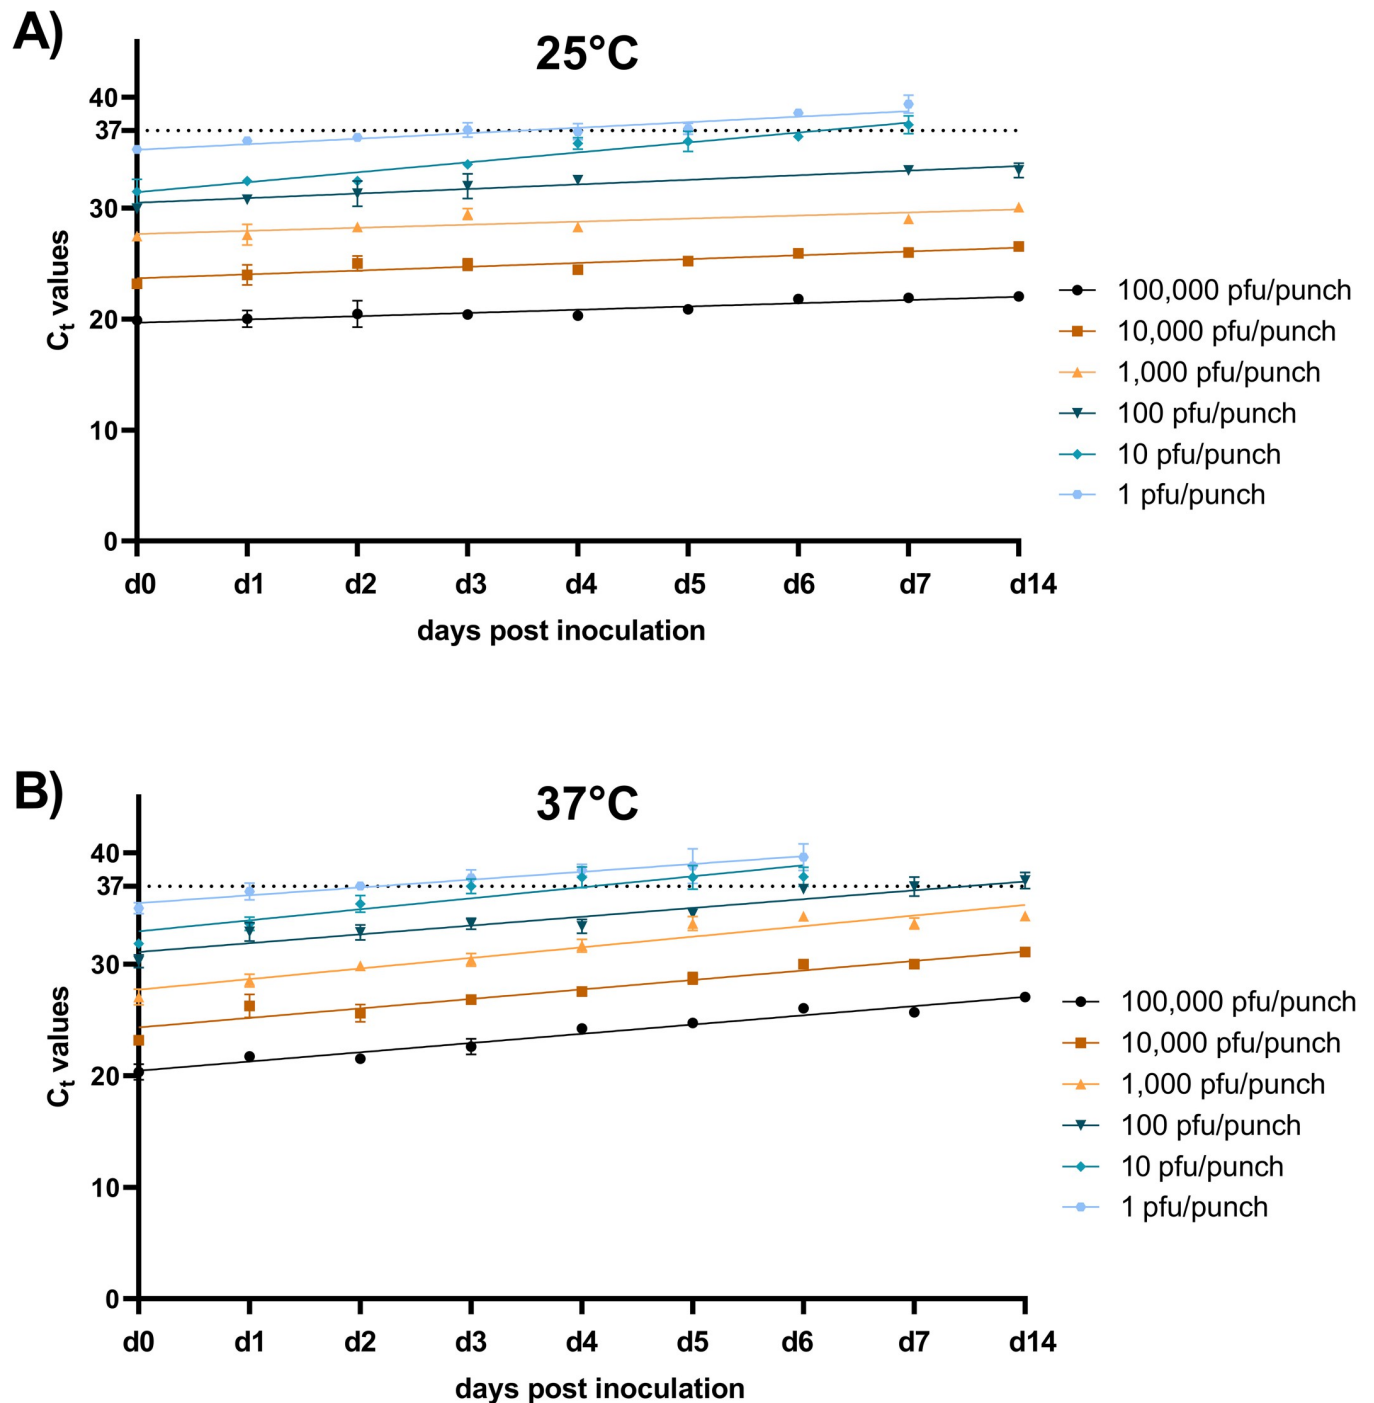 A)
25°C
40
37
30
20
10
0
Ct values
d0 d1 d2 d3 d4 d5 d6 d7 d14
days post inoculation
100,000 pfu/punch
10,000 pfu/punch
1,000 pfu/punch
100 pfu/punch
10 pfu/punch
1 pfu/punch
B)
37°C
40
37
30
20
10
0
Ct values
d0 d1 d2 d3 d4 d5 d6 d7 d14
days post inoculation
100,000 pfu/punch
10,000 pfu/punch
1,000 pfu/punch
100 pfu/punch
10 pfu/punch
1 pfu/punch